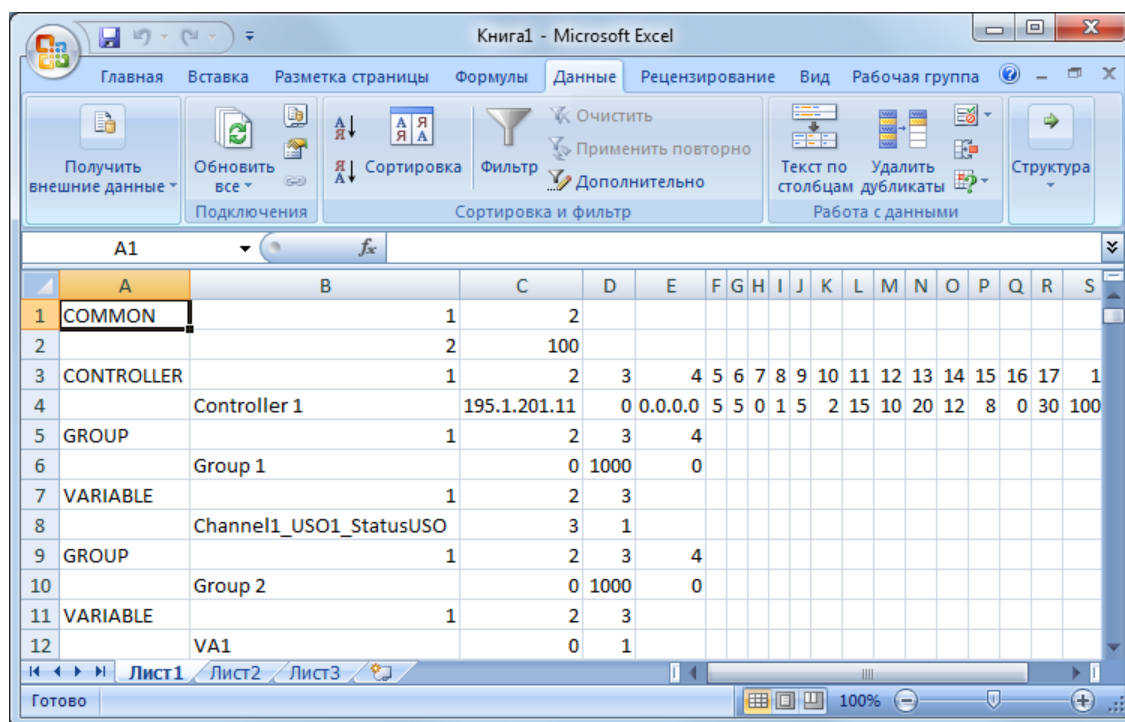 Книга1 - Microsoft Excel
Главная Вставка Разметка страницы Формулы Данные Рецензирование Вид Рабочая группа
Получить внешние данные
Обновить все
Подключения
Сортировка
Фильтр
Очистить
Применить повторно
Дополнительно
Сортировка и фильтр
Текст по столбцам
Удалить дубликаты
Работа с данными
Структура
A1 fx
A B C D E F G H I J K L M N O P Q R S
1 COMMON 1 2
2 2 100
3 CONTROLLER 1 2 3 4 5 6 7 8 9 10 11 12 13 14 15 16 17 1
4 Controller 1 195.1.201.11 0 0.0.0.0 5 5 0 1 5 2 15 10 20 12 8 0 30 100
5 GROUP 1 2 3 4
6 Group 1 0 1000 0
7 VARIABLE 1 2 3
8 Channel1_USO1_StatusUSO 3 1
9 GROUP 1 2 3 4
10 Group 2 0 1000 0
11 VARIABLE 1 2 3
12 VA1 0 1
Лист1 Лист2 Лист3
Готово 100%